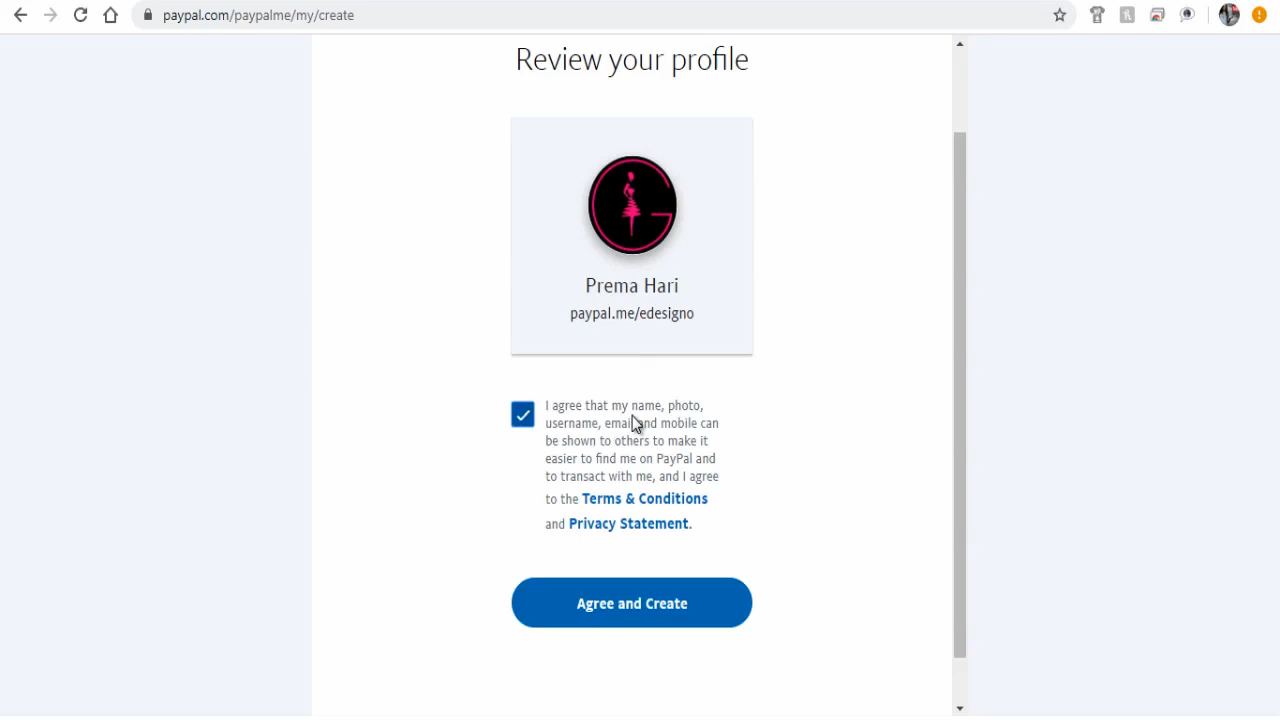 paypal.com/paypalme/my/create
Review your profile
Prema Hari
paypal.me/edesigno
I agree that my name, photo,
username, email and mobile can
be shown to others to make it
easier to find me on PayPal and
to transact with me, and I agree
to the Terms & Conditions
and Privacy Statement.
Agree and Create